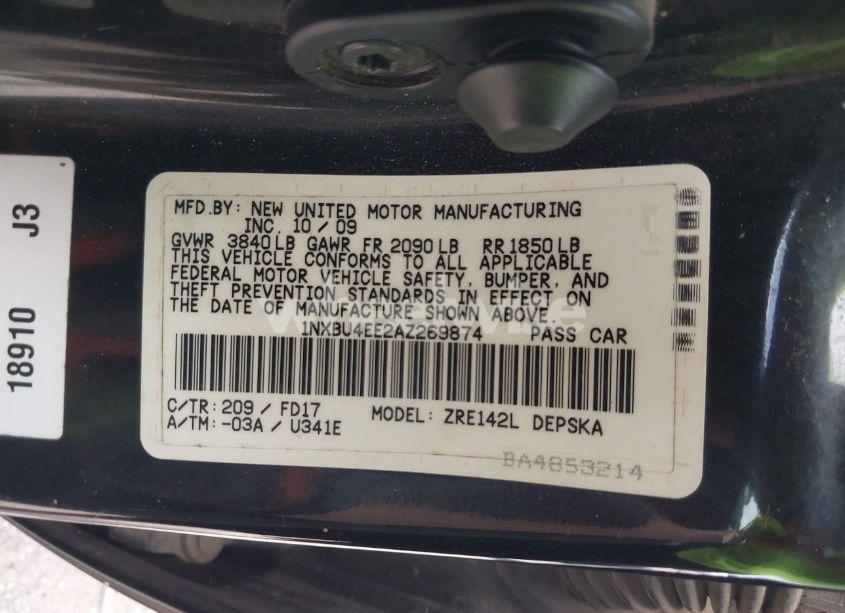 18910 J3
MFD.BY: NEW UNITED MOTOR MANUFACTURING
INC. 10 / 09
GVWR 3840 LB GAWR FR 2090 LB RR 1850 LB
THIS VEHICLE CONFORMS TO ALL APPLICABLE
FEDERAL MOTOR VEHICLE SAFETY, BUMPER, AND
THEFT PREVENTION STANDARDS IN EFFECT ON
THE DATE OF MANUFACTURE SHOWN ABOVE.
1NXBU4EE2AZ269874 PASS CAR
C/TR: 209 / FD17 MODEL: ZRE142L DEPSKA
A/TM: -03A / U341E
BA4853214